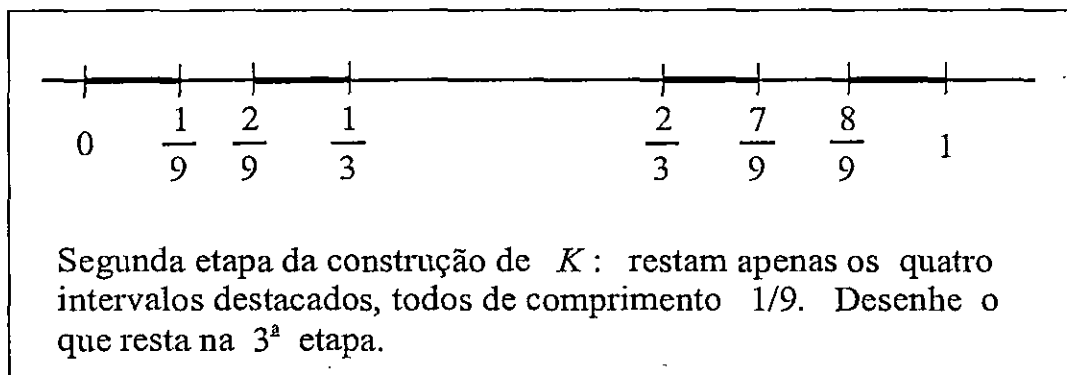 0 1/9 2/9 1/3 2/3 7/9 8/9 1
Segunda etapa da construção de K : restam apenas os quatro
intervalos destacados, todos de comprimento 1/9. Desenhe o
que resta na 3ª etapa.